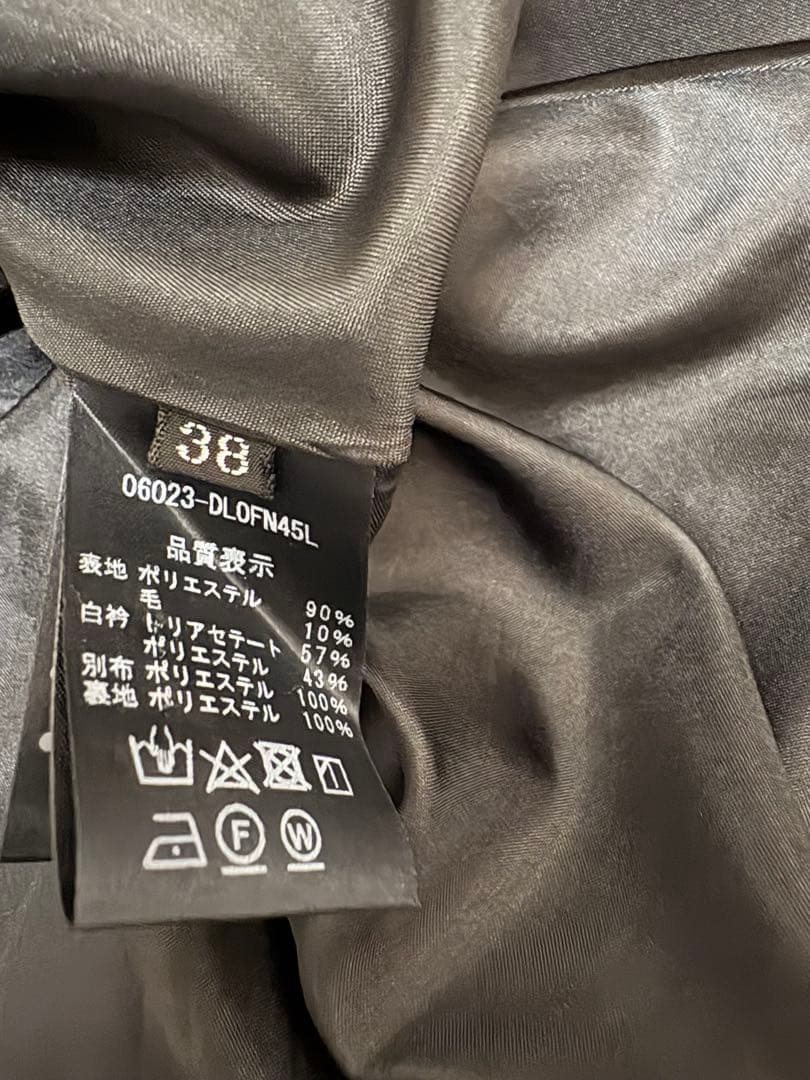 38
06023-DLOFN45L
品質表示
表地 ポリエステル 90%
毛 10%
白衿 トリアセテート 57%
ポリエステル 43%
別布 ポリエステル 100%
裏地 ポリエステル 100%
F W